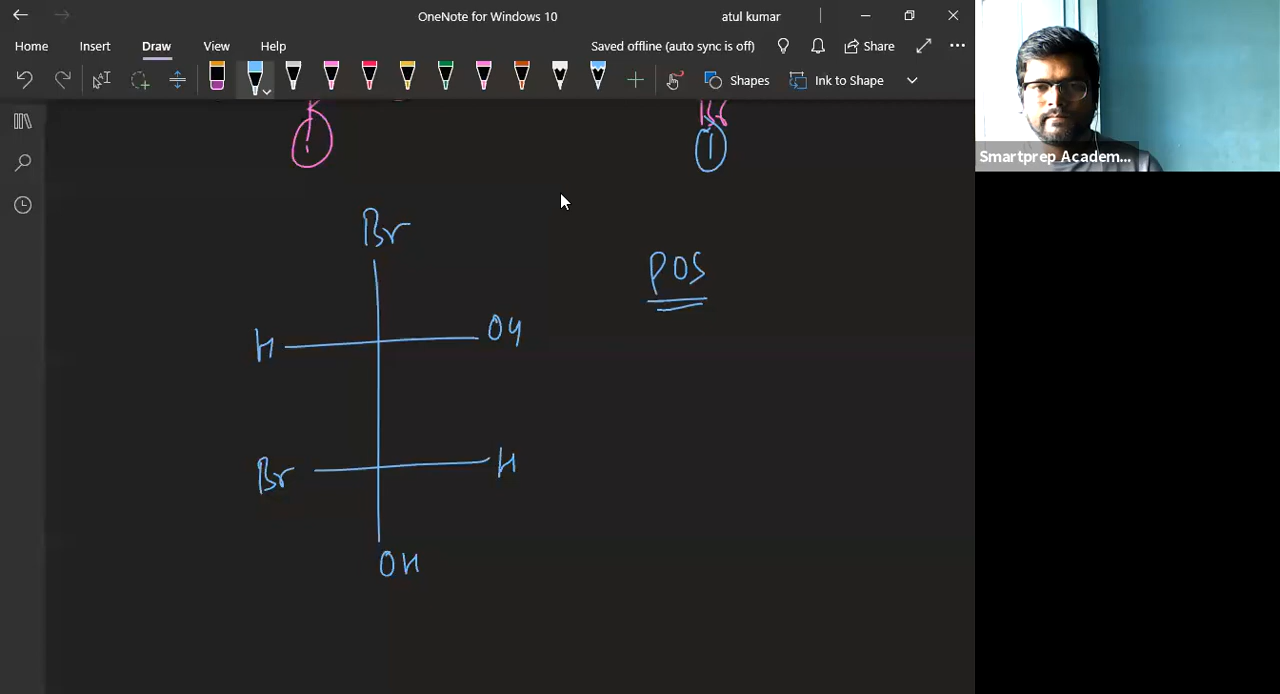 OneNote for Windows 10
atul kumar
Home Insert Draw View Help
Saved offline (auto sync is off)
Share
Shapes
Ink to Shape
Smartprep Academ...
Br
POS
H OH
Br H
OH